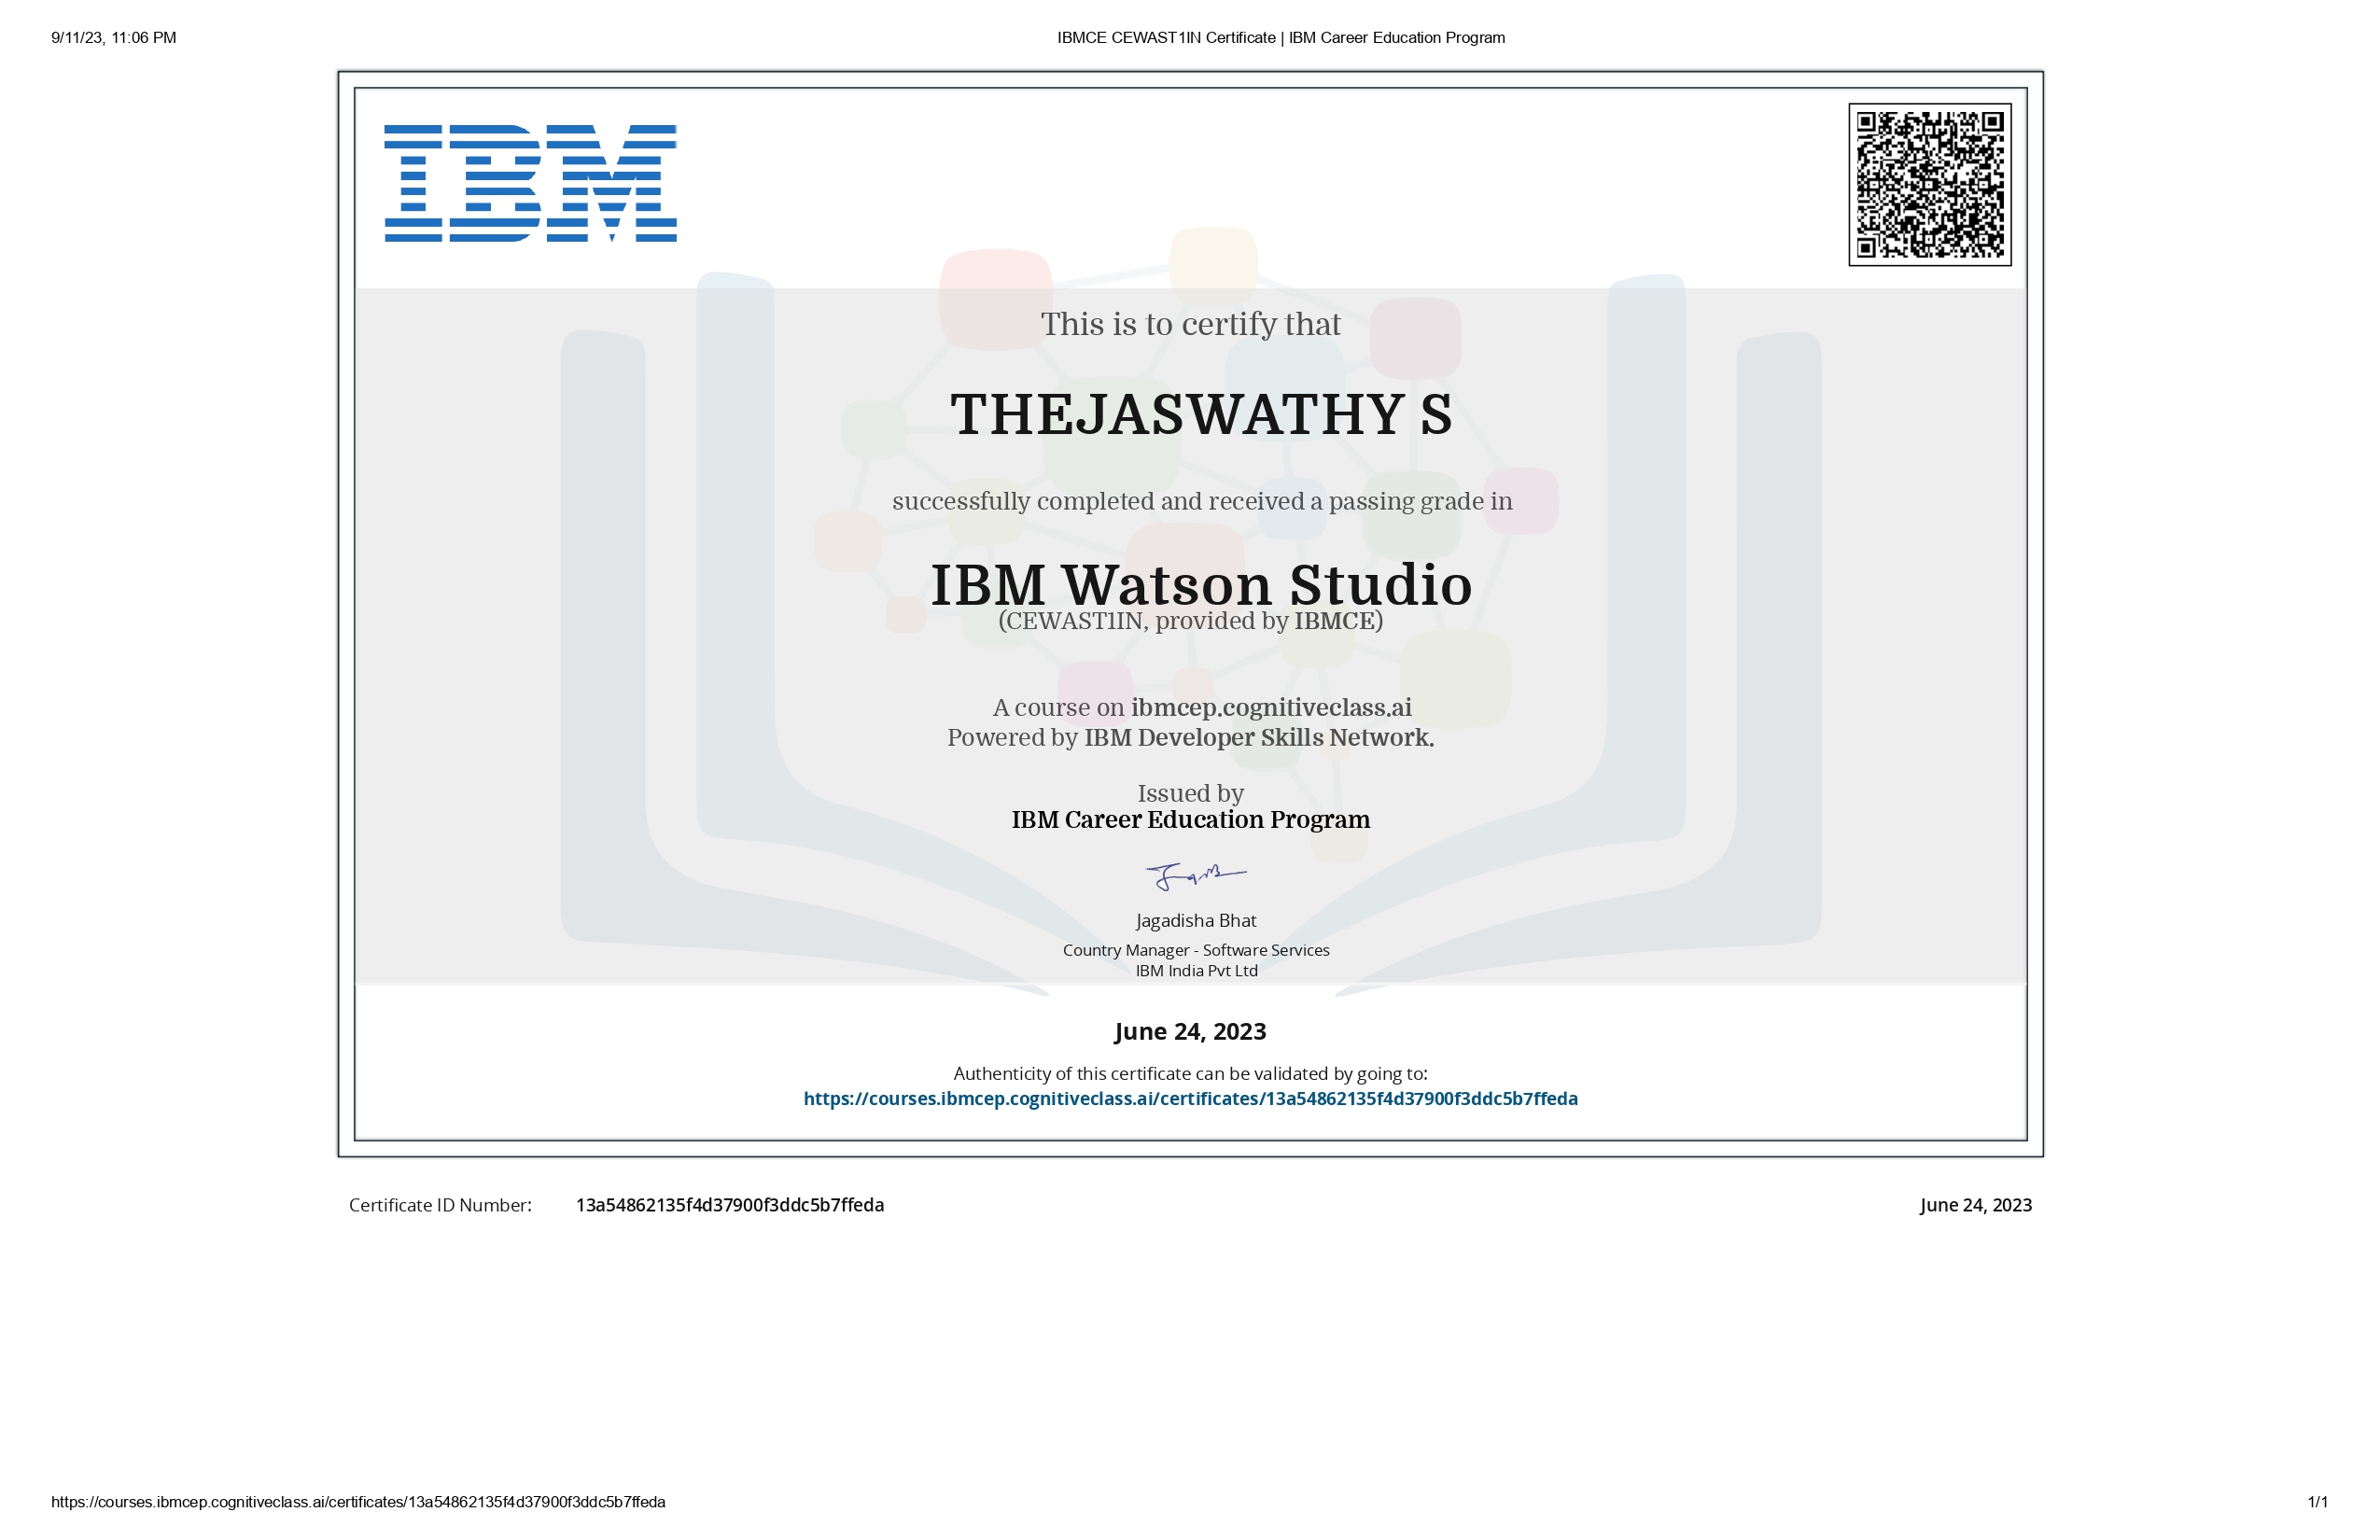 9/11/23, 11:06 PM
IBMCE CEWAST1IN Certificate | IBM Career Education Program
IBM
This is to certify that
THEJASWATHY S
successfully completed and received a passing grade in
IBM Watson Studio
(CEWAST1IN, provided by IBMCE)
A course on ibmcep.cognitiveclass.ai
Powered by IBM Developer Skills Network.
Issued by
IBM Career Education Program
Jagadisha Bhat
Country Manager - Software Services
IBM India Pvt Ltd
June 24, 2023
Authenticity of this certificate can be validated by going to:
https://courses.ibmcep.cognitiveclass.ai/certificates/13a54862135f4d37900f3ddc5b7ffeda
Certificate ID Number: 13a54862135f4d37900f3ddc5b7ffeda
June 24, 2023
https://courses.ibmcep.cognitiveclass.ai/certificates/13a54862135f4d37900f3ddc5b7ffeda
1/1